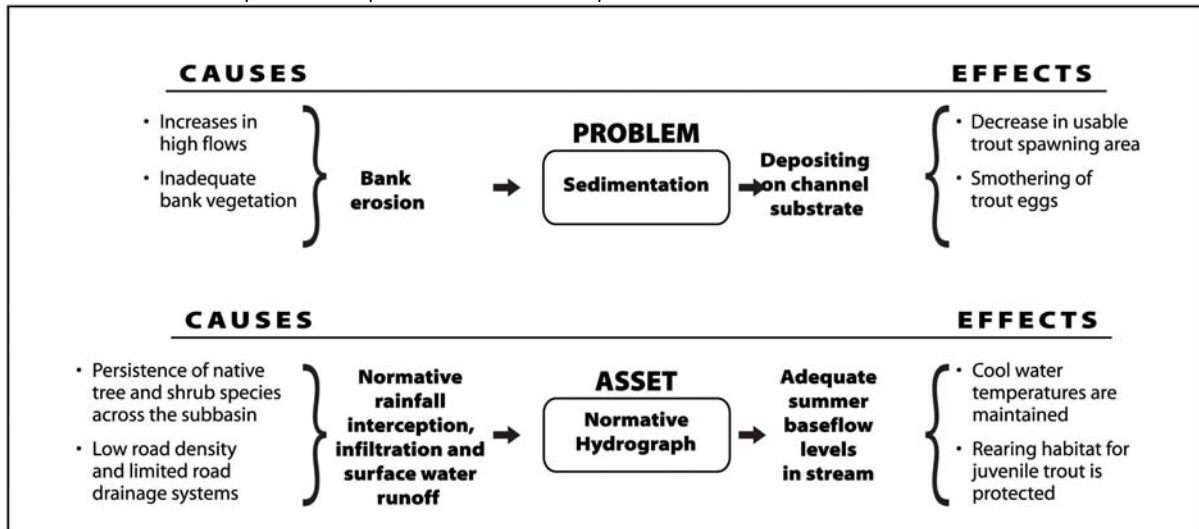 CAUSES
EFFECTS
• Increases in
high flows
• Inadequate
bank vegetation
Bank
erosion
PROBLEM
Sedimentation
Depositing
on channel
substrate
• Decrease in usable
trout spawning area
• Smothering of
trout eggs
CAUSES
EFFECTS
• Persistence of native
tree and shrub species
across the subbasin
• Low road density
and limited road
drainage systems
Normative
rainfall
interception,
infiltration and
surface water
runoff
ASSET
Normative
Hydrograph
Adequate
summer
baseflow
levels
in stream
• Cool water
temperatures are
maintained
• Rearing habitat for
juvenile trout is
protected